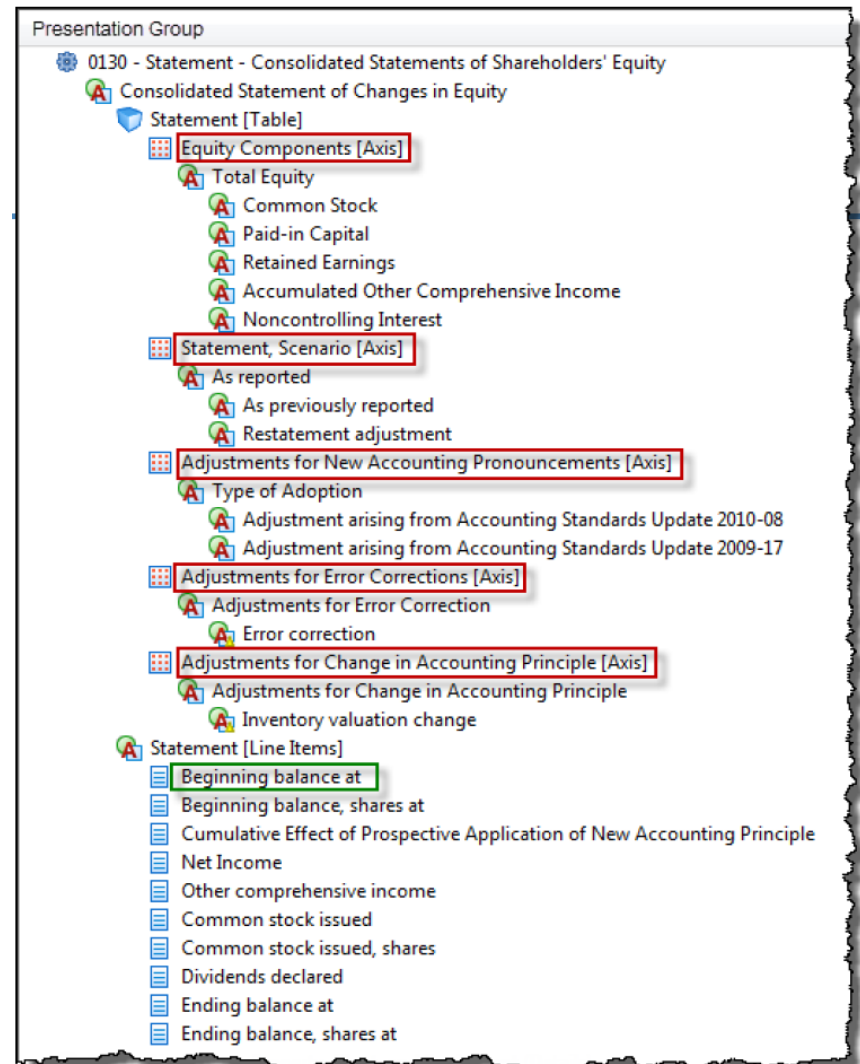 Presentation Group
0130 - Statement - Consolidated Statements of Shareholders' Equity
Consolidated Statement of Changes in Equity
Statement [Table]
Equity Components [Axis]
Total Equity
Common Stock
Paid-in Capital
Retained Earnings
Accumulated Other Comprehensive Income
Noncontrolling Interest
Statement, Scenario [Axis]
As reported
As previously reported
Restatement adjustment
Adjustments for New Accounting Pronouncements [Axis]
Type of Adoption
Adjustment arising from Accounting Standards Update 2010-08
Adjustment arising from Accounting Standards Update 2009-17
Adjustments for Error Corrections [Axis]
Adjustments for Error Correction
Error correction
Adjustments for Change in Accounting Principle [Axis]
Adjustments for Change in Accounting Principle
Inventory valuation change
Statement [Line Items]
Beginning balance at
Beginning balance, shares at
Cumulative Effect of Prospective Application of New Accounting Principle
Net Income
Other comprehensive income
Common stock issued
Common stock issued, shares
Dividends declared
Ending balance at
Ending balance, shares at